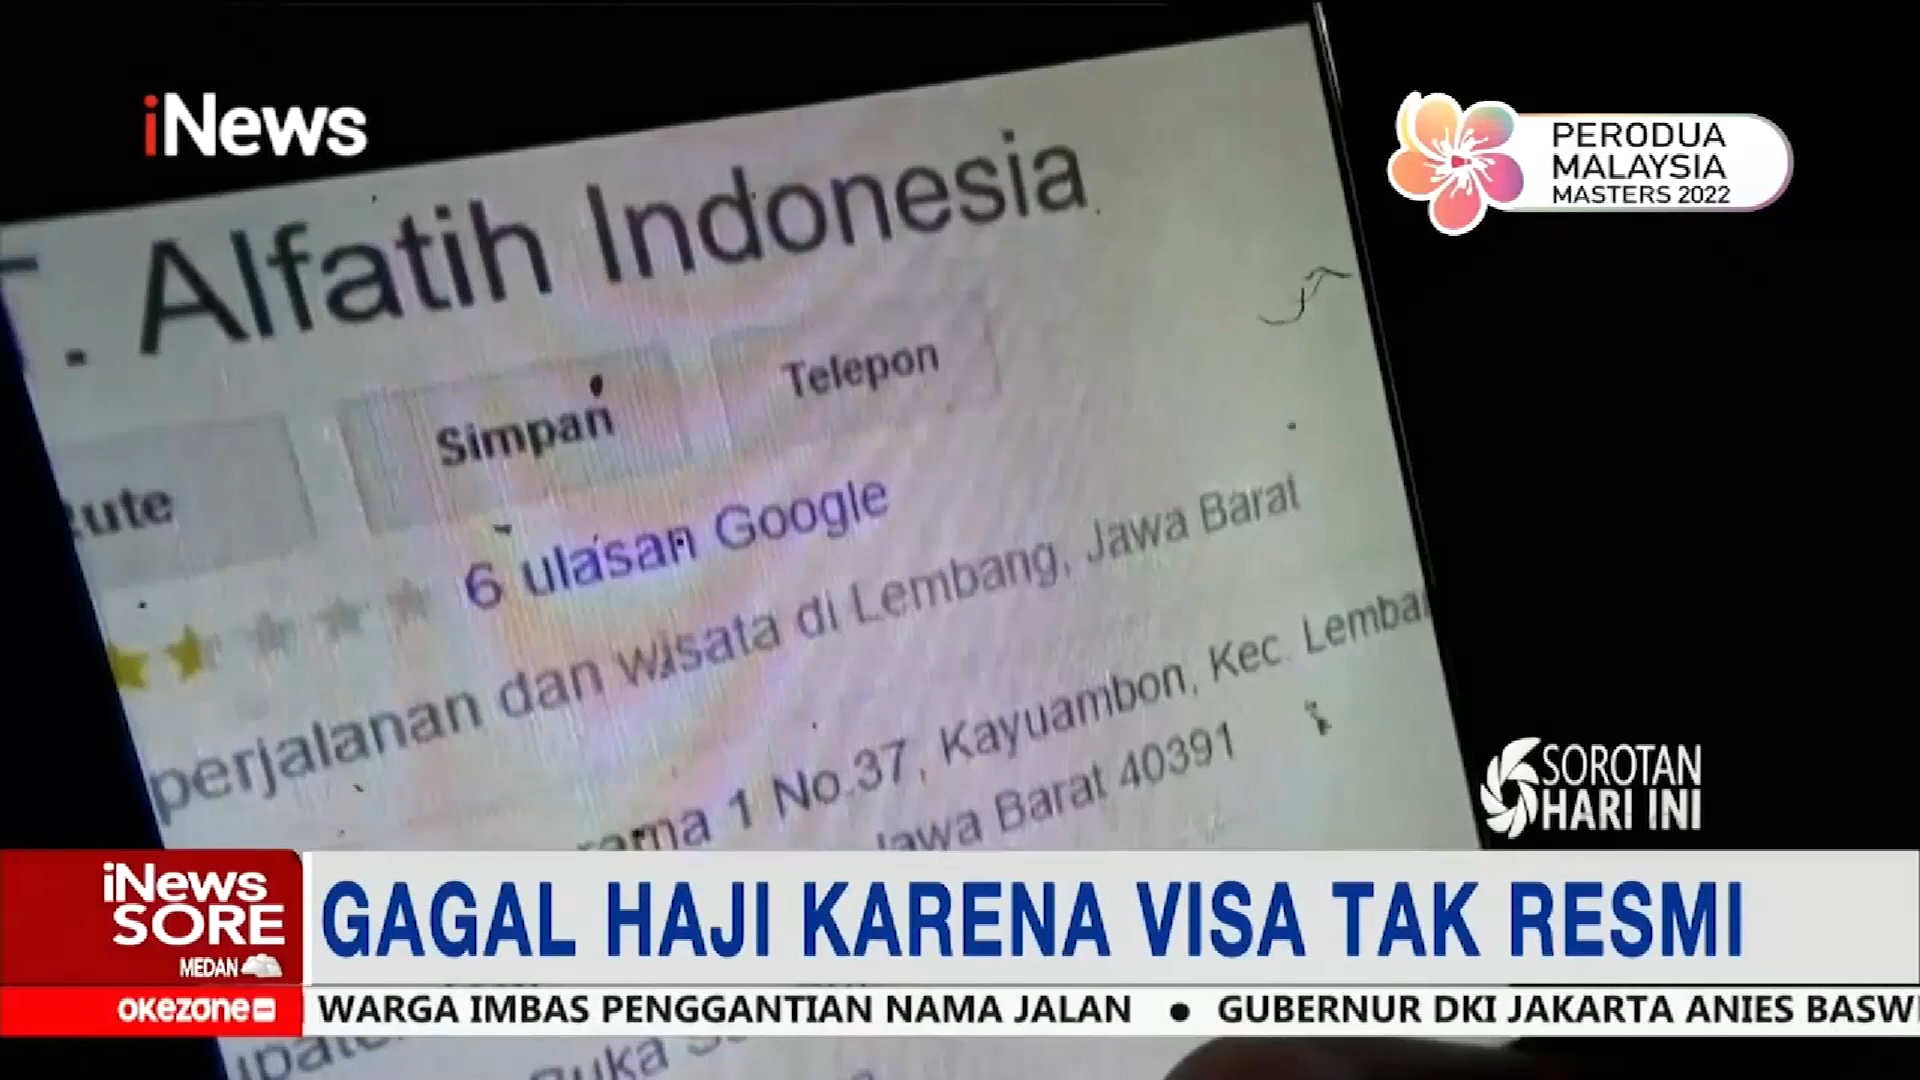 iNews
PERODUA
MALAYSIA
MASTERS 2022
. Alfatih Indonesia
Simpan
Telepon
6 ulasan Google
perjalanan dan wisata di Lembang, Jawa Barat
1 No.37, Kayuambon, Kec. Lemba
Jawa Barat 40391
SOROTAN
HARI INI
iNews
SORE
MEDAN
GAGAL HAJI KARENA VISA TAK RESMI
okezone
WARGA IMBAS PENGGANTIAN NAMA JALAN • GUBERNUR DKI JAKARTA ANIES BASW